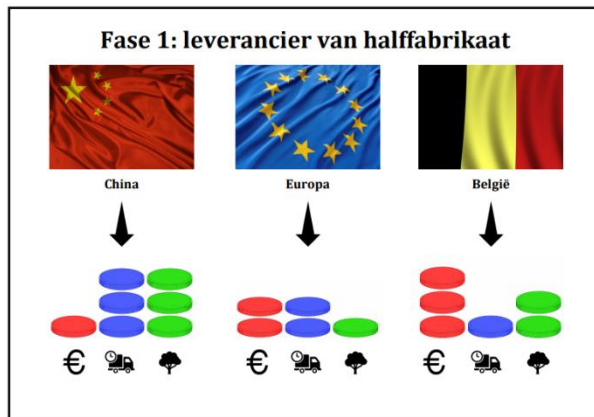 Fase 1: leverancier van halffabrikaat
China
Europa
België
€
€
€